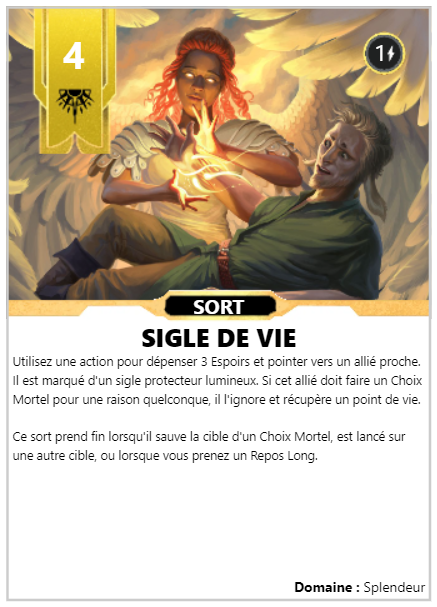 4
1
SORT
SIGLE DE VIE
Utilisez une action pour dépenser 3 Espoirs et pointer vers un allié proche.
Il est marqué d'un sigle protecteur lumineux. Si cet allié doit faire un Choix
Mortel pour une raison quelconque, il l'ignore et récupère un point de vie.
Ce sort prend fin lorsqu'il sauve la cible d'un Choix Mortel, est lancé sur
une autre cible, ou lorsque vous prenez un Repos Long.
Domaine : Splendeur